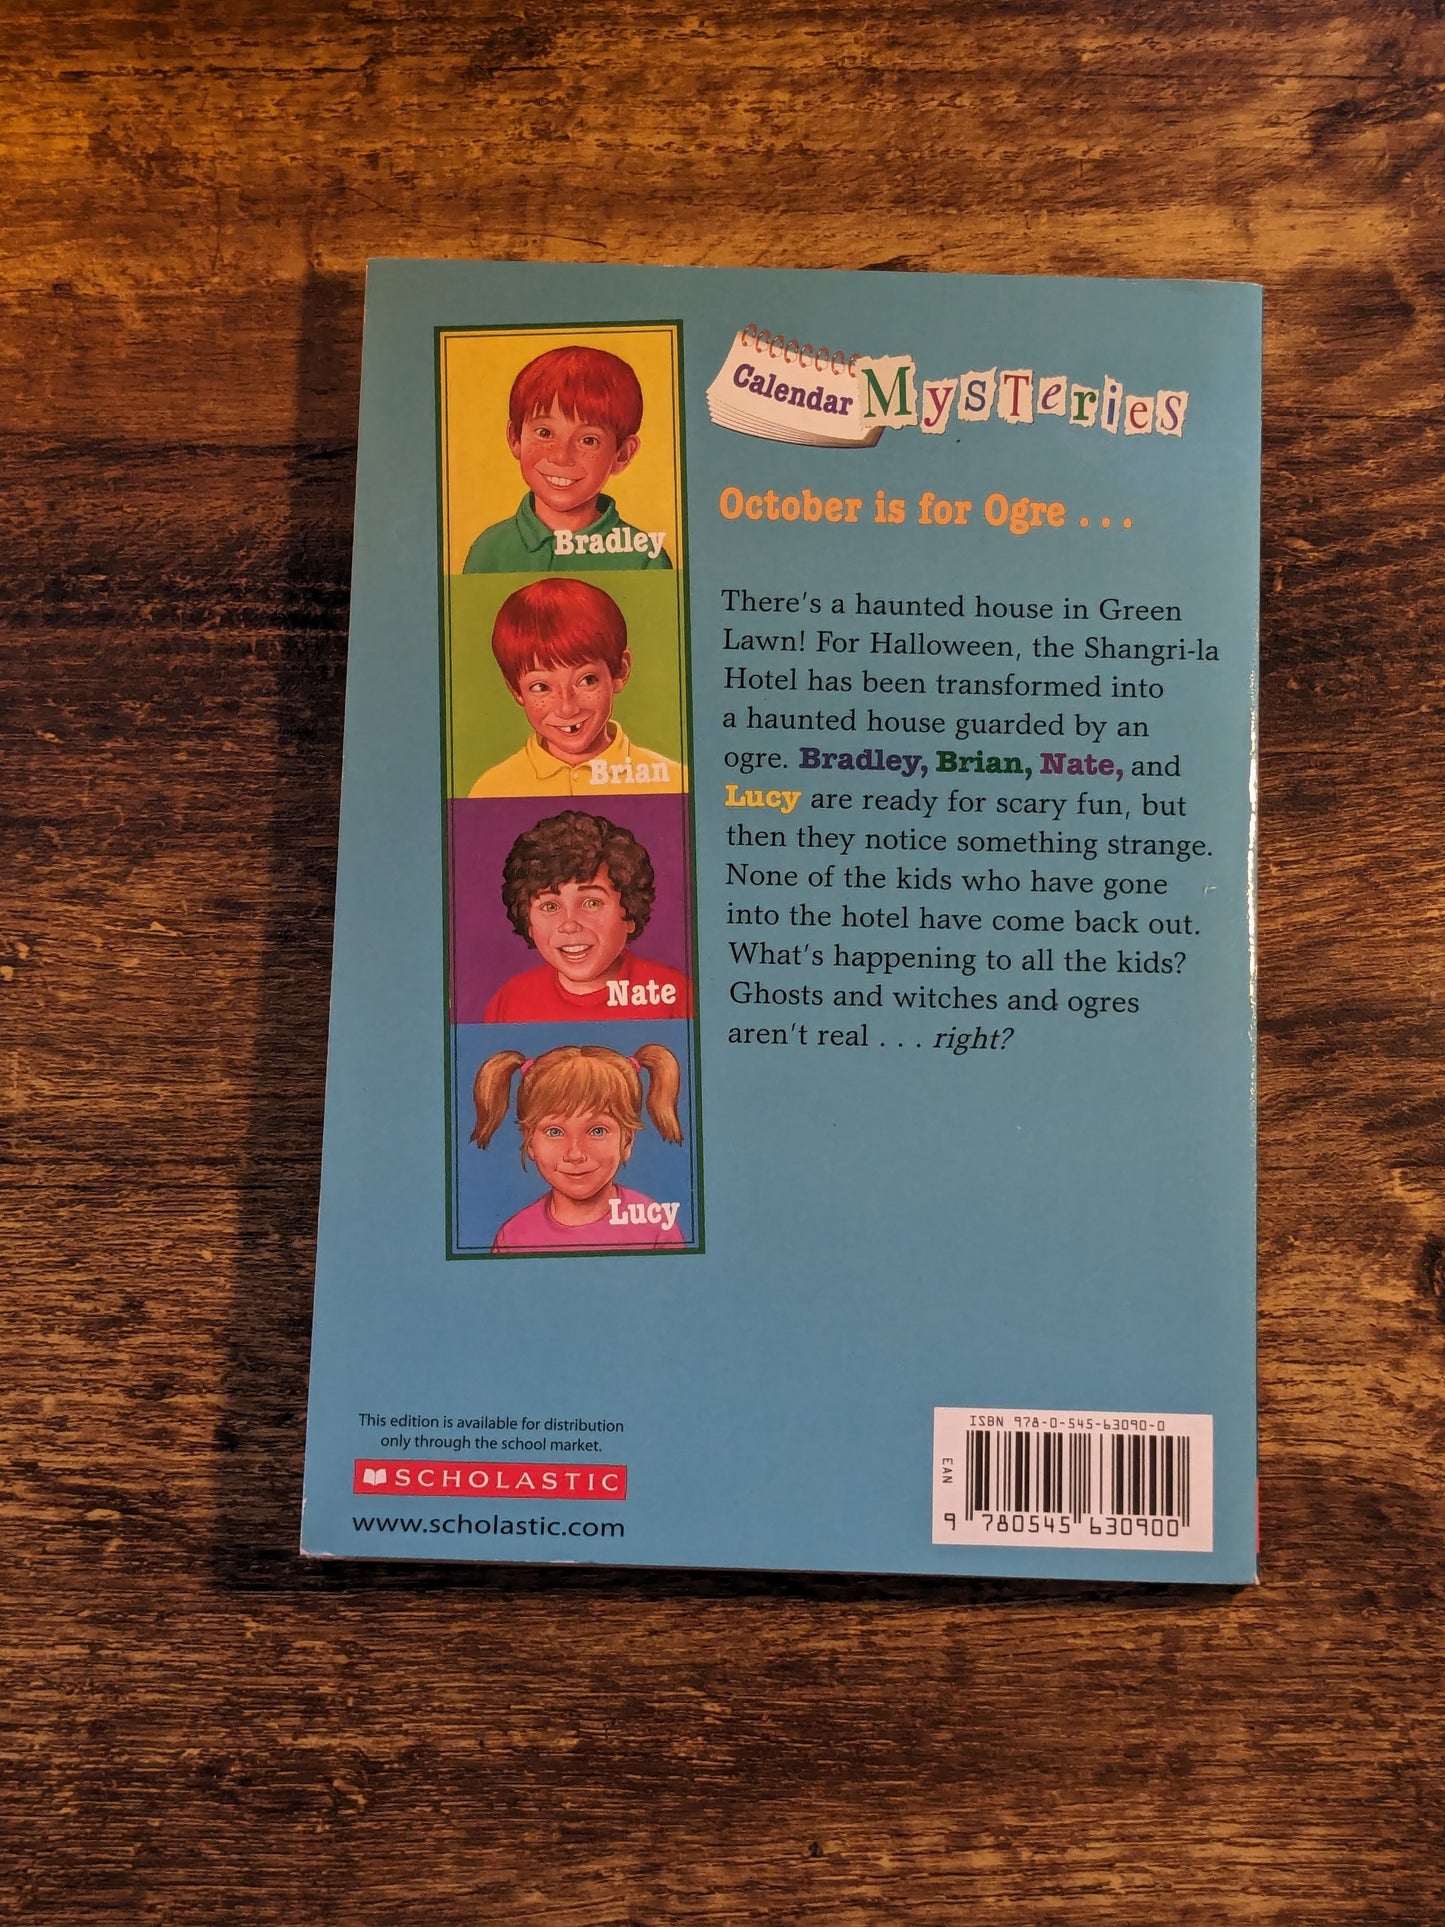 Calendar Mysteries
October is for Ogre . . .
There's a haunted house in Green
Lawn! For Halloween, the Shangri-la
Hotel has been transformed into
a haunted house guarded by an
ogre. Bradley, Brian, Nate, and
Lucy are ready for scary fun, but
then they notice something strange.
None of the kids who have gone
into the hotel have come back out.
What's happening to all the kids?
Ghosts and witches and ogres
aren't real . . . right?
Bradley
Brian
Nate
Lucy
This edition is available for distribution
only through the school market.
SCHOLASTIC
www.scholastic.com
ISBN 978-0-545-63090-0
EAN
9 780545 630900